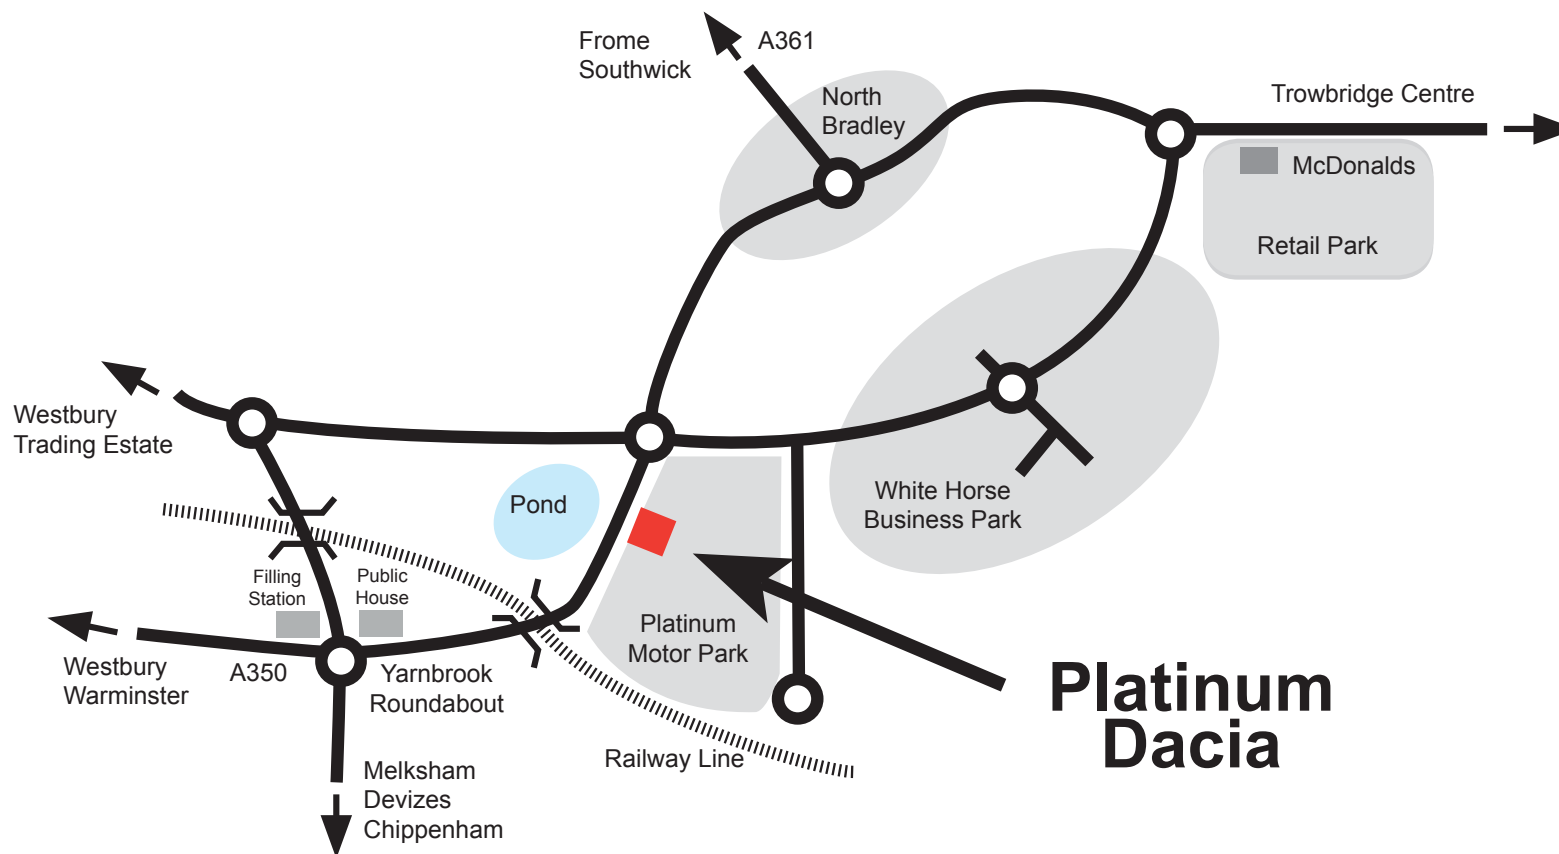 Frome
Southwick
A361
North
Bradley
Trowbridge Centre
McDonalds
Retail Park
Westbury
Trading Estate
Pond
White Horse
Business Park
Filling
Station
Public
House
Platinum
Motor Park
Westbury
Warminster
A350
Yarnbrook
Roundabout
Platinum
Dacia
Railway Line
Melksham
Devizes
Chippenham